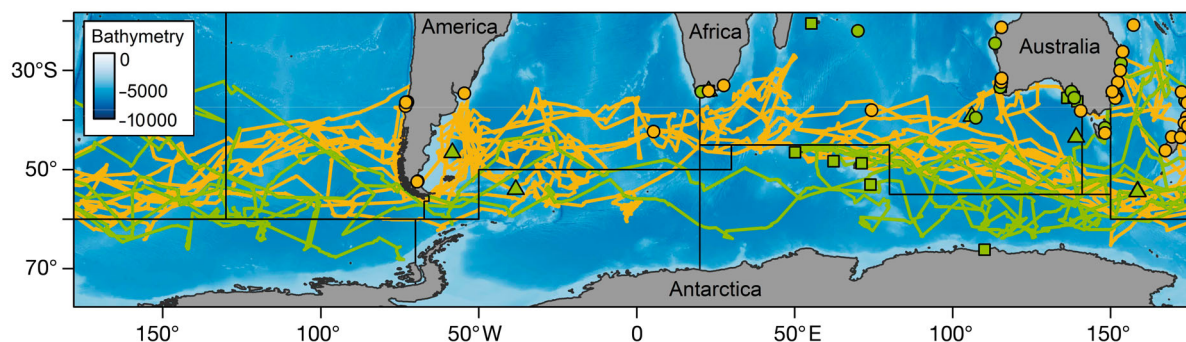 America
Africa
Australia
Antarctica
Bathymetry
0
−5000
−10000
30°S
50°
70°
150°
100°
50°W
0
50°E
100°
150°